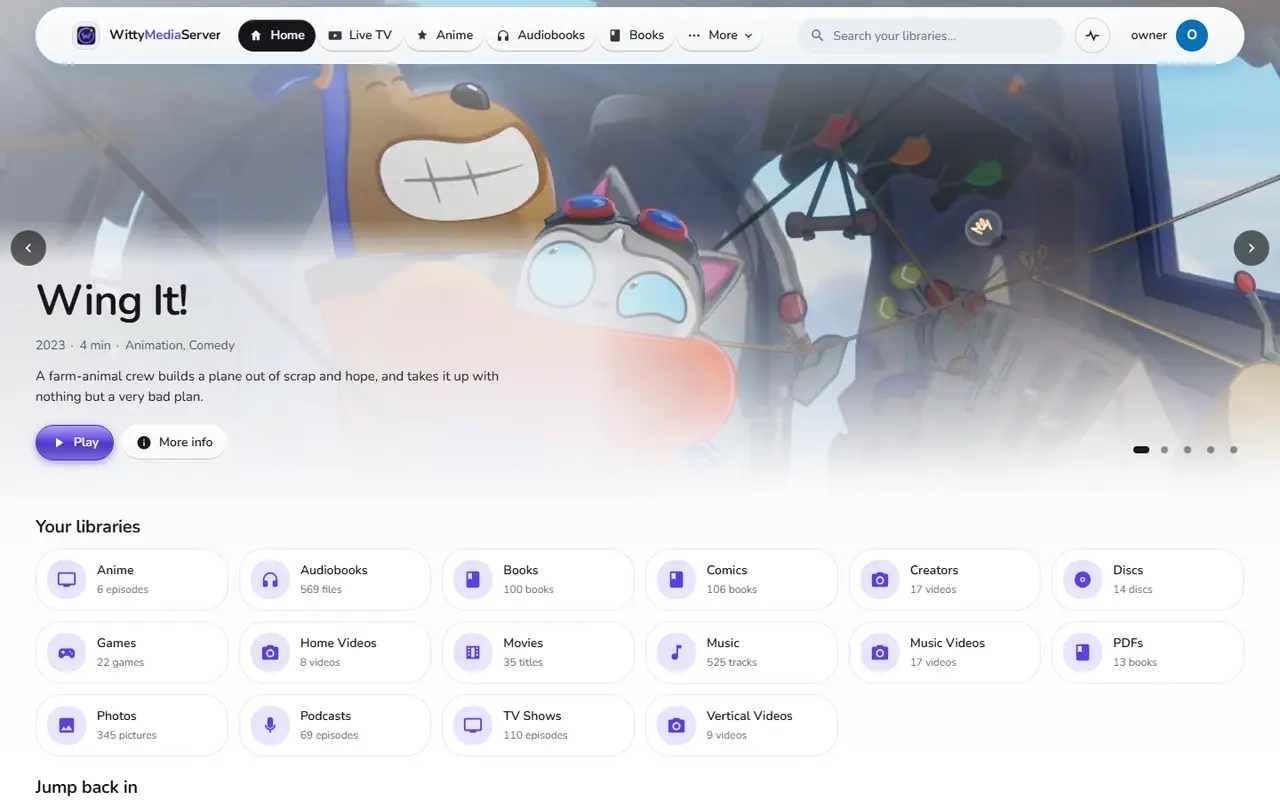 WittyMediaServer
Home
Live TV
Anime
Audiobooks
Books
More
Search your libraries...
owner
O
Wing It!
2023 · 4 min · Animation, Comedy
A farm-animal crew builds a plane out of scrap and hope, and takes it up with
nothing but a very bad plan.
Play
More info
Your libraries
Anime
6 episodes
Audiobooks
569 files
Books
100 books
Comics
106 books
Creators
17 videos
Discs
14 discs
Games
22 games
Home Videos
8 videos
Movies
35 titles
Music
525 tracks
Music Videos
17 videos
PDFs
13 books
Photos
345 pictures
Podcasts
69 episodes
TV Shows
110 episodes
Vertical Videos
9 videos
Jump back in